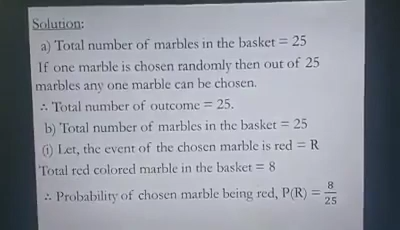 Solution:
a) Total number of marbles in the basket = 25
If one marble is chosen randomly then out of 25
marbles any one marble can be chosen.
∴ Total number of outcome = 25.
b) Total number of marbles in the basket = 25
(i) Let, the event of the chosen marble is red = R
Total red colored marble in the basket = 8
∴ Probability of chosen marble being red, P(R) = 8/25